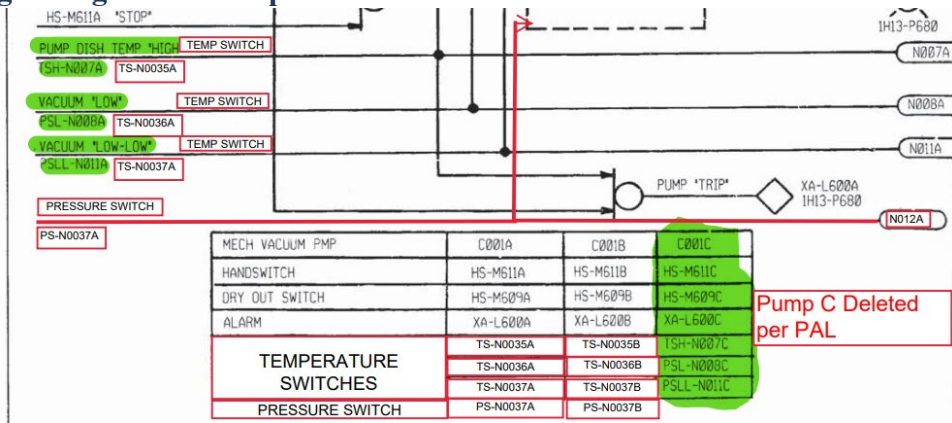 HS-M611A "STOP"
1H13-P680
PUMP DISH TEMP "HIGH" TEMP SWITCH
N007A
TSH-N007A TS-N0035A
VACUUM "LOW" TEMP SWITCH
N008A
PSL-N008A TS-N0036A
VACUUM "LOW-LOW" TEMP SWITCH
N011A
PSLL-N011A TS-N0037A
PUMP "TRIP"
XA-L600A
1H13-P680
PRESSURE SWITCH
N012A
PS-N0037A
MECH VACUUM PMP C001A C001B C001C
HANDSWITCH HS-M611A HS-M611B HS-M611C
DRY OUT SWITCH HS-M609A HS-M609B HS-M609C
ALARM XA-L600A XA-L600B XA-L600C
Pump C Deleted
per PAL
TEMPERATURE
SWITCHES
TS-N0035A TS-N0035B TSH-N007C
TS-N0036A TS-N0036B PSL-N008C
TS-N0037A TS-N0037B PSLL-N011C
PRESSURE SWITCH PS-N0037A PS-N0037B